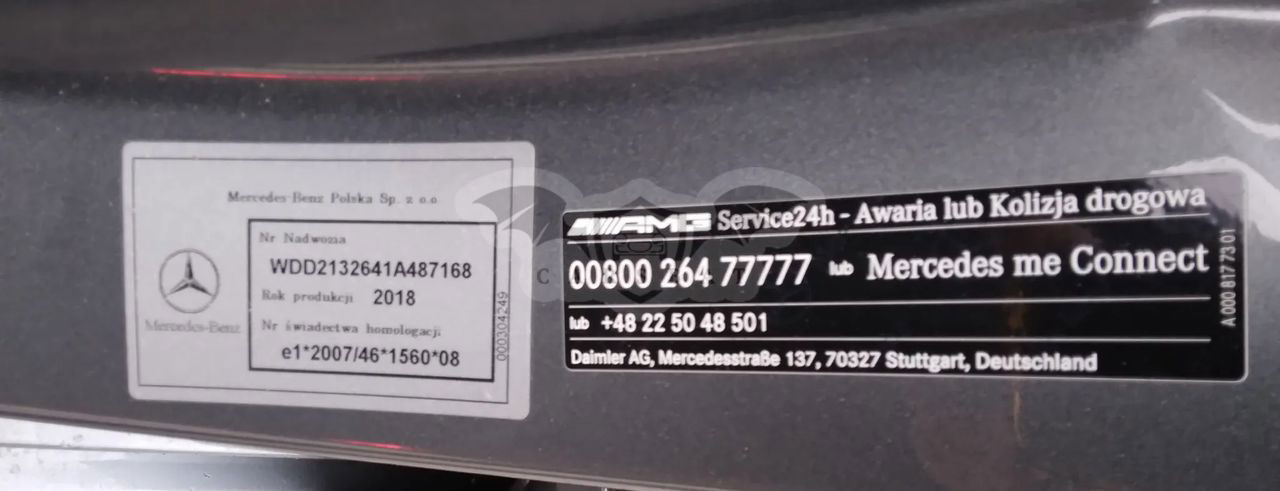 Mercedes-Benz Polska Sp. z o.o
Nr Nadwozia
WDD2132641A487168
Rok produkcji 2018
Nr świadectwa homologacji
e1*2007/46*1560*08
Mercedes-Benz
000304249
AMG Service24h - Awaria lub Kolizja drogowa
00800 264 77777 lub Mercedes me Connect
lub +48 22 50 48 501
Daimler AG, Mercedesstraße 137, 70327 Stuttgart, Deutschland
A 000 817 73 01